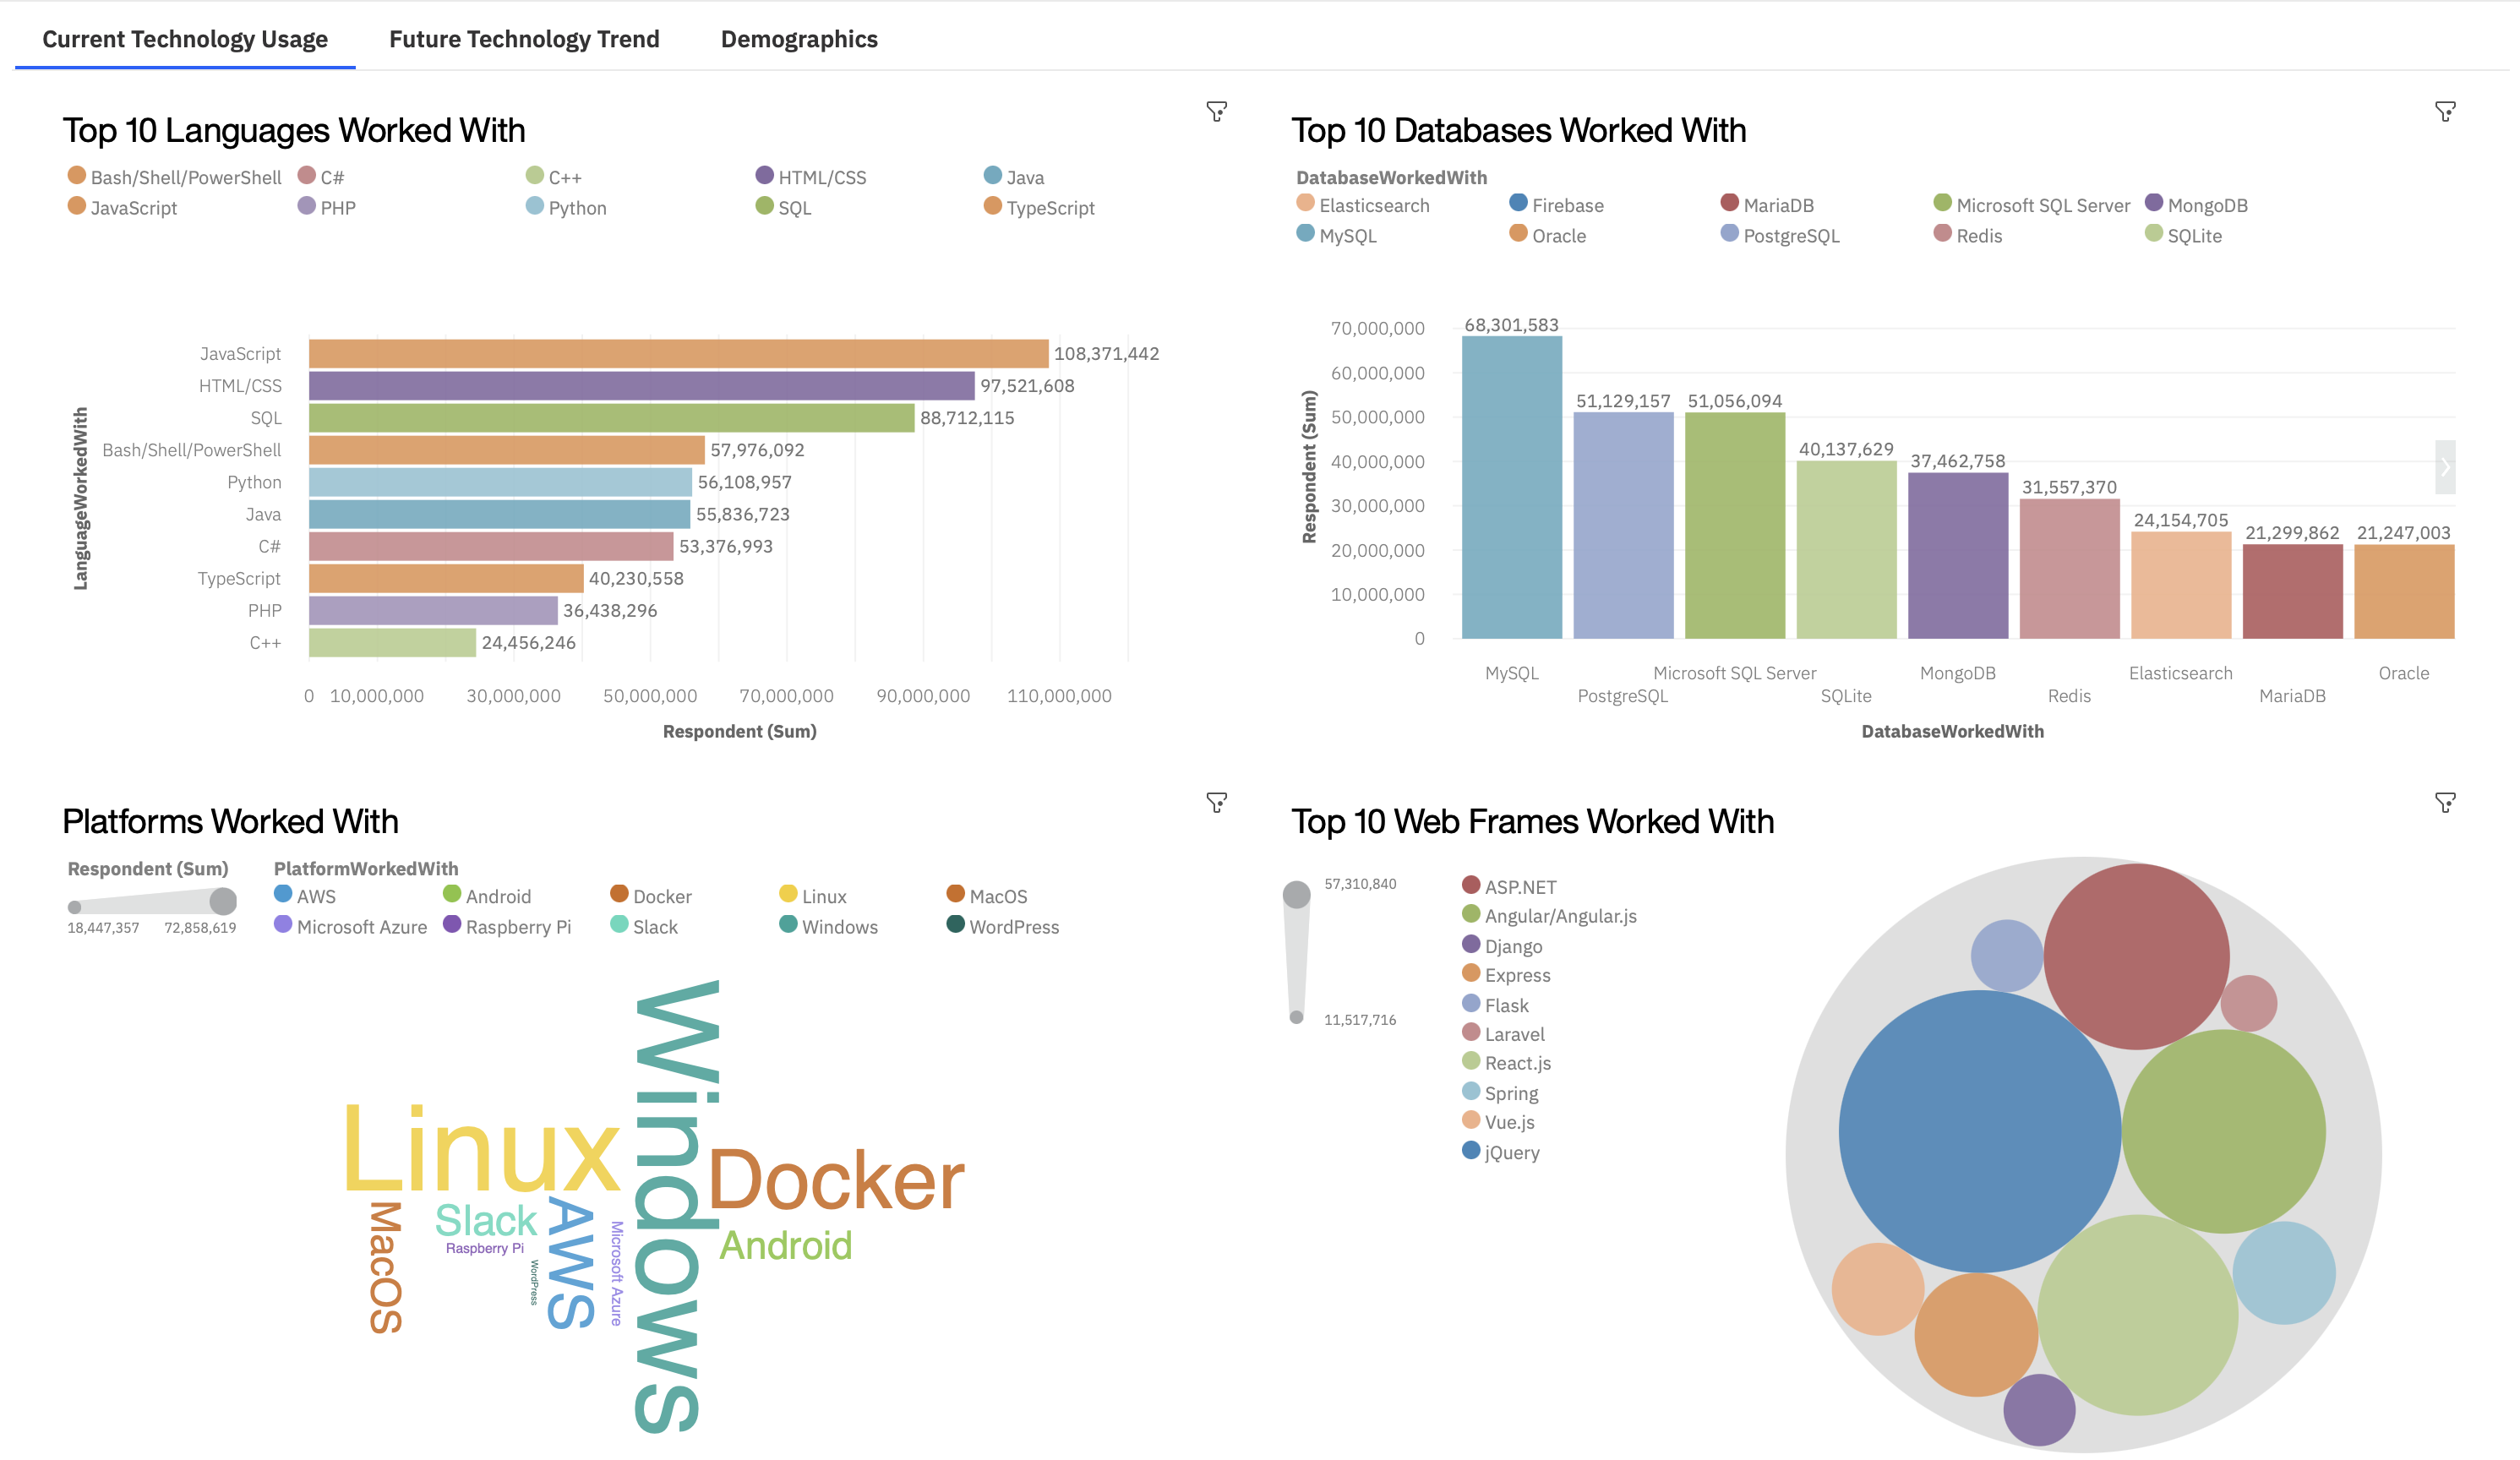 Current Technology Usage Future Technology Trend Demographics
Top 10 Languages Worked With
Bash/Shell/PowerShell C# C++ HTML/CSS Java
JavaScript PHP Python SQL TypeScript
LanguageWorkedWith
JavaScript 108,371,442
HTML/CSS 97,521,608
SQL 88,712,115
Bash/Shell/PowerShell 57,976,092
Python 56,108,957
Java 55,836,723
C# 53,376,993
TypeScript 40,230,558
PHP 36,438,296
C++ 24,456,246
0 10,000,000 30,000,000 50,000,000 70,000,000 90,000,000 110,000,000
Respondent (Sum)
Top 10 Databases Worked With
DatabaseWorkedWith
Elasticsearch Firebase MariaDB Microsoft SQL Server MongoDB
MySQL Oracle PostgreSQL Redis SQLite
Respondent (Sum)
70,000,000
60,000,000
50,000,000
40,000,000
30,000,000
20,000,000
10,000,000
0
68,301,583
51,129,157
51,056,094
40,137,629
37,462,758
31,557,370
24,154,705
21,299,862
21,247,003
MySQL Microsoft SQL Server MongoDB Elasticsearch Oracle
PostgreSQL SQLite Redis MariaDB
DatabaseWorkedWith
Platforms Worked With
Respondent (Sum)
18,447,357 72,858,619
PlatformWorkedWith
AWS Android Docker Linux MacOS
Microsoft Azure Raspberry Pi Slack Windows WordPress
Windows
Linux
Docker
MacOS
Slack
AWS
Microsoft Azure
Android
Raspberry Pi
WordPress
Top 10 Web Frames Worked With
57,310,840
11,517,716
ASP.NET
Angular/Angular.js
Django
Express
Flask
Laravel
React.js
Spring
Vue.js
jQuery